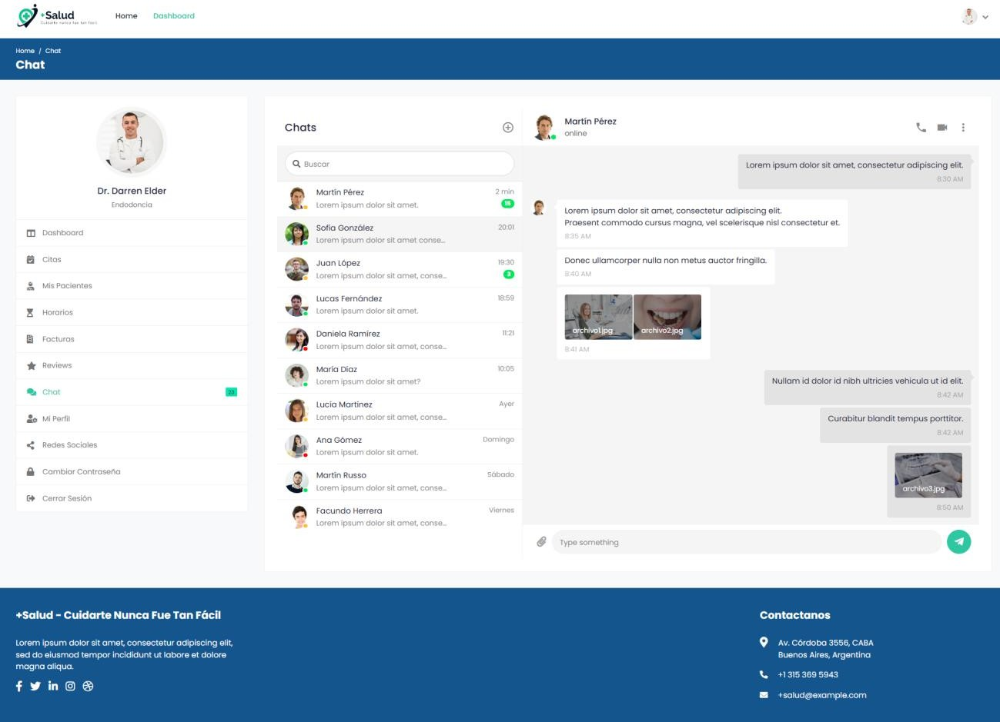 +Salud
Cuidarte nunca fue tan facil.
Home
Dashboard
Home / Chat
Chat
Dr. Darren Elder
Endodoncia
Dashboard
Citas
Mis Pacientes
Horarios
Facturas
Reviews
Chat
23
Mi Perfil
Redes Sociales
Cambiar Contraseña
Cerrar Sesión
Chats
Buscar
Martín Pérez
2 min
Lorem ipsum dolor sit amet.
15
Sofía González
20:01
Lorem ipsum dolor sit amet conse...
Juan López
19:30
Lorem ipsum dolor sit amet, conse...
3
Lucas Fernández
18:59
Lorem ipsum dolor sit amet.
Daniela Ramírez
11:21
Lorem ipsum dolor sit amet, conse...
María Díaz
10:05
Lorem ipsum dolor sit amet?
Lucía Martínez
Ayer
Lorem ipsum dolor sit amet, conse...
Ana Gómez
Domingo
Lorem ipsum dolor sit amet.
Martín Russo
Sábado
Lorem ipsum dolor sit amet, conse...
Facundo Herrera
Viernes
Lorem ipsum dolor sit amet, conse...
Martín Pérez
online
Lorem ipsum dolor sit amet, consectetur adipiscing elit.
8:30 AM
Lorem ipsum dolor sit amet, consectetur adipiscing elit.
Praesent commodo cursus magna, vel scelerisque nisl consectetur et.
8:35 AM
Donec ullamcorper nulla non metus auctor fringilla.
8:40 AM
archivo1.jpg
archivo2.jpg
8:41 AM
Nullam id dolor id nibh ultricies vehicula ut id elit.
8:42 AM
Curabitur blandit tempus porttitor.
8:42 AM
archivo3.jpg
8:50 AM
Type something
+Salud - Cuidarte Nunca Fue Tan Fácil
Lorem ipsum dolor sit amet, consectetur adipiscing elit,
sed do eiusmod tempor incididunt ut labore et dolore
magna aliqua.
Contactanos
Av. Córdoba 3556, CABA
Buenos Aires, Argentina
+1 315 369 5943
+salud@example.com